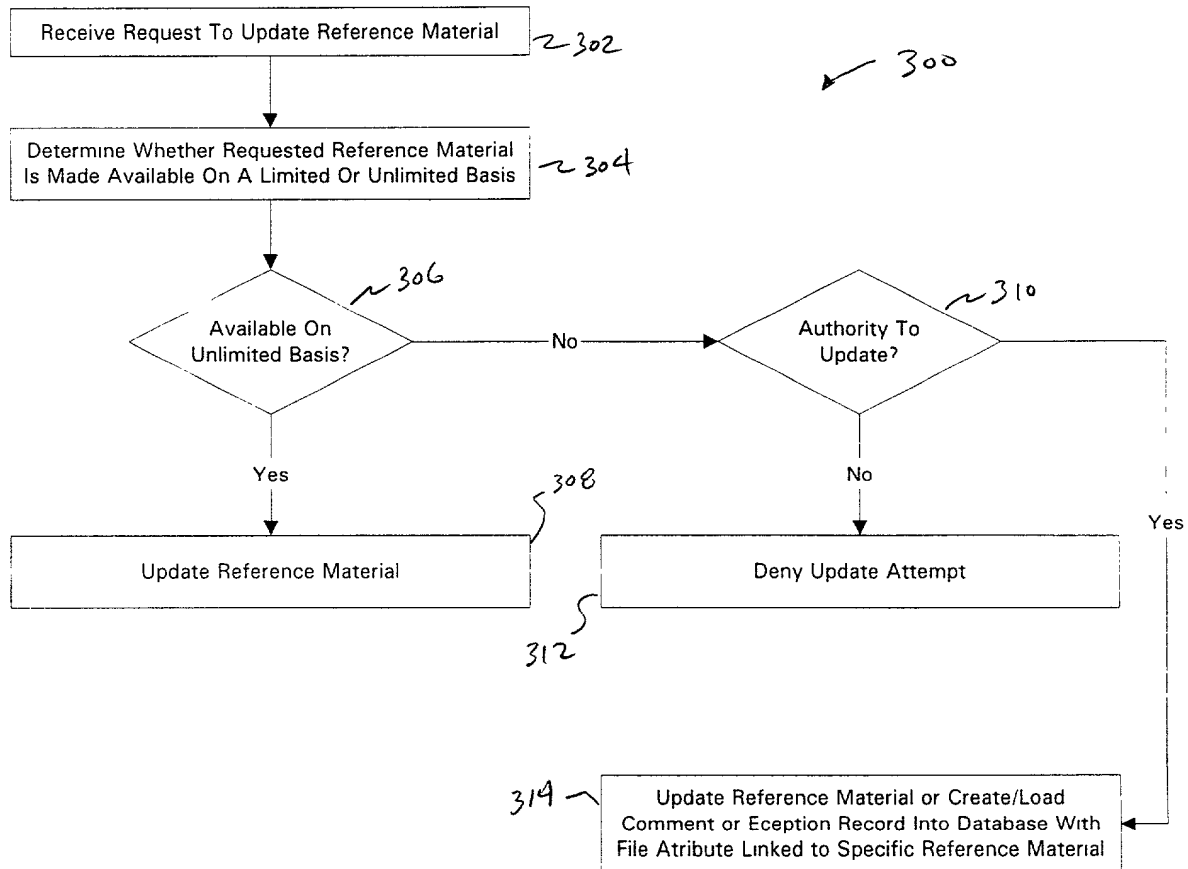 Receive Request To Update Reference Material
302
300
Determine Whether Requested Reference Material
Is Made Available On A Limited Or Unlimited Basis
304
306
Available On
Unlimited Basis?
No
310
Authority To
Update?
Yes
No
Yes
308
Update Reference Material
Deny Update Attempt
312
314
Update Reference Material or Create/Load
Comment or Eception Record Into Database With
File Atribute Linked to Specific Reference Material